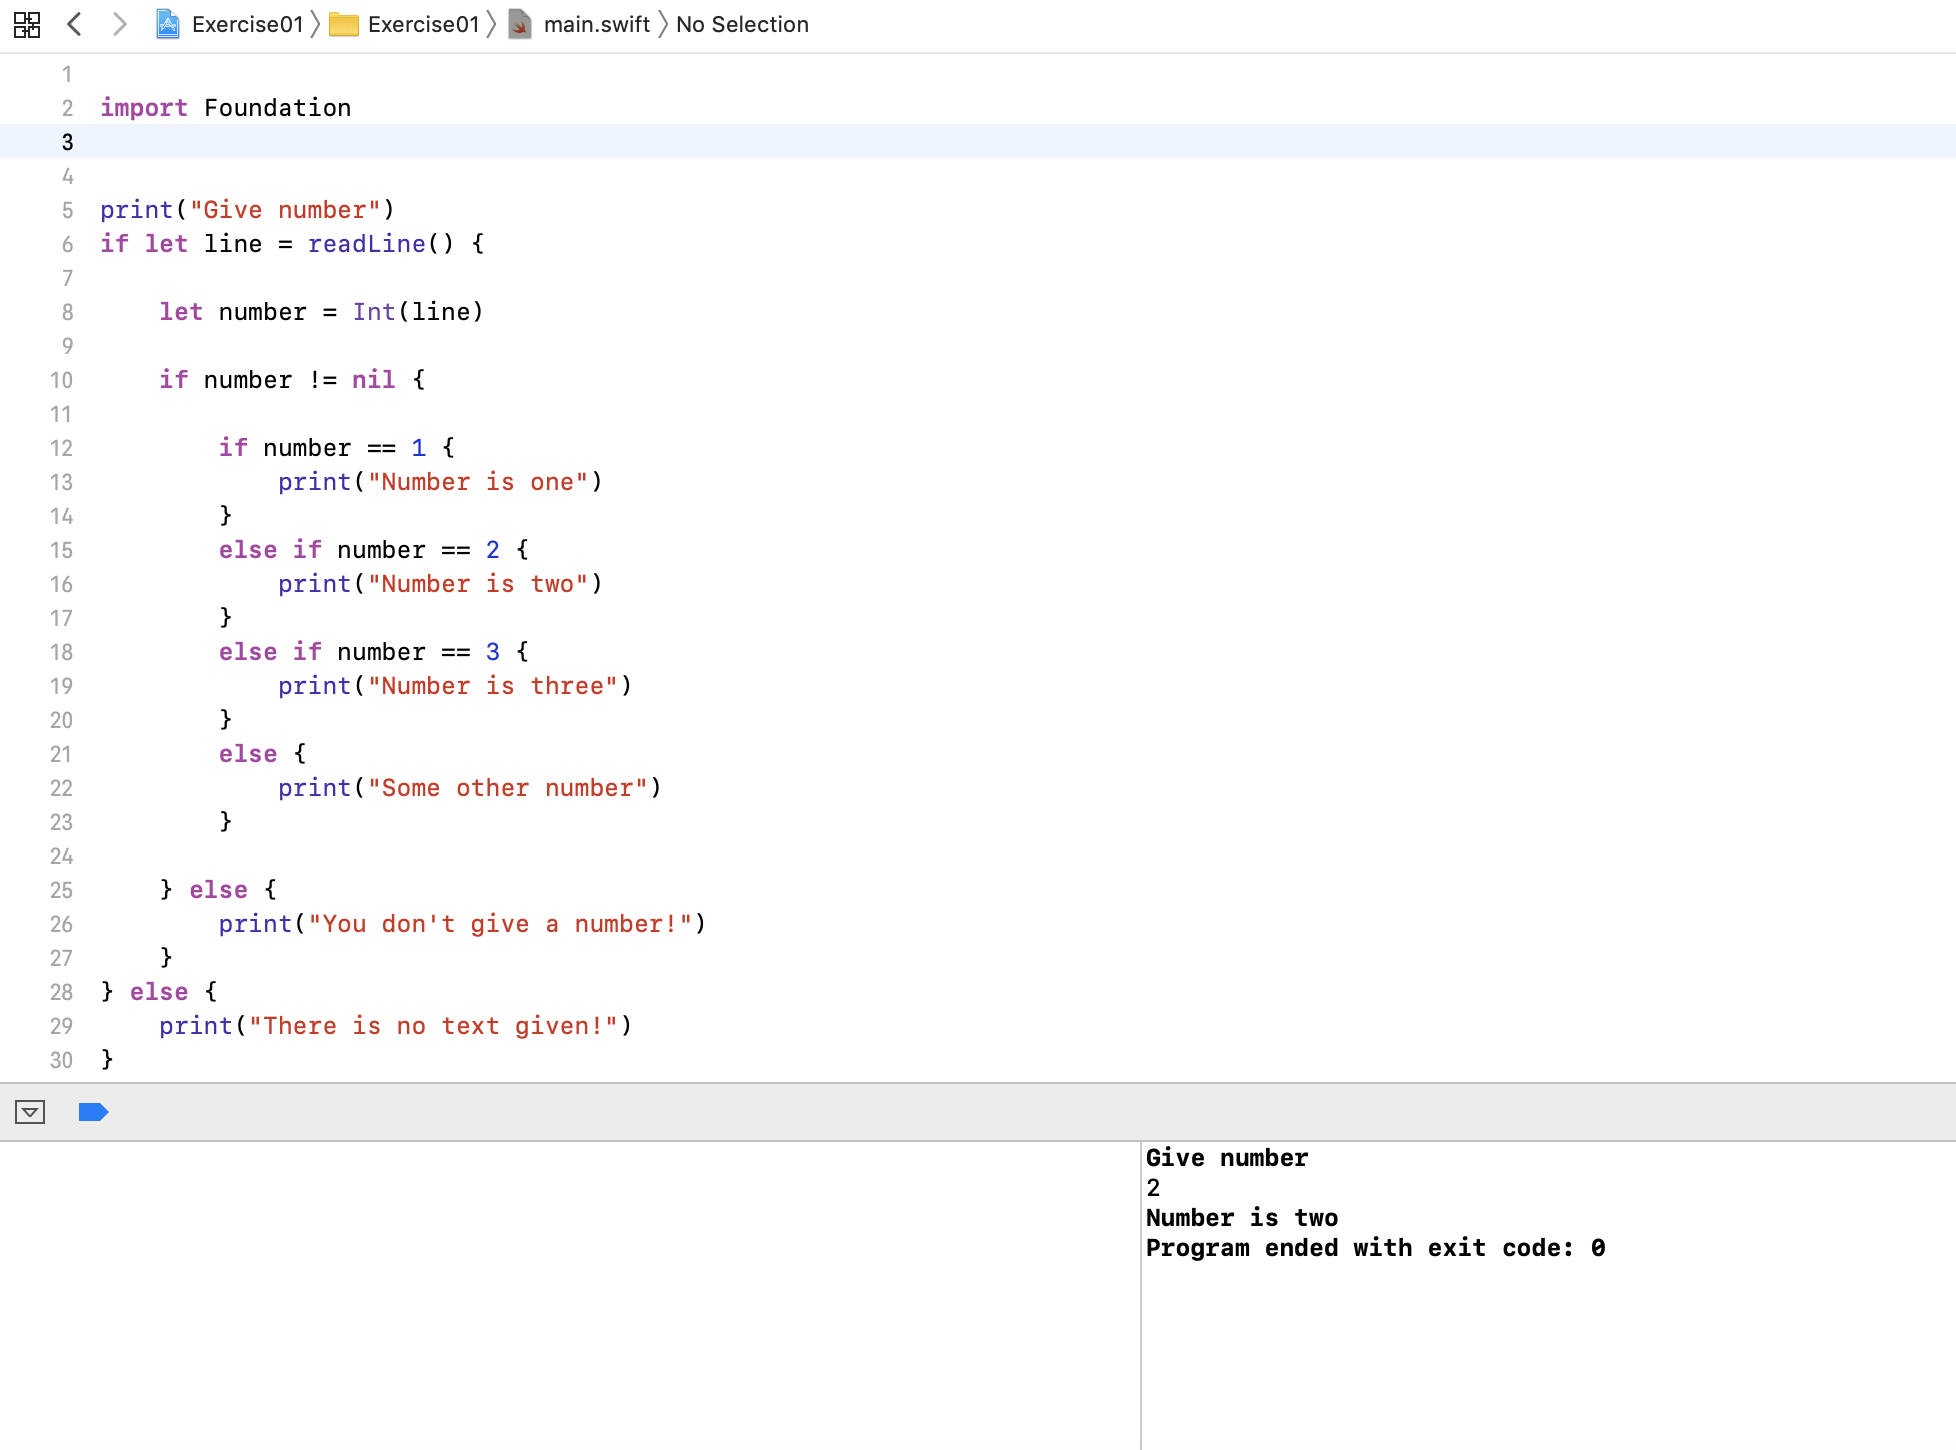 Exercise01 〉 Exercise01 〉 main.swift 〉 No Selection
1
2 import Foundation
3
4
5 print("Give number")
6 if let line = readLine() {
7
8     let number = Int(line)
9
10     if number != nil {
11
12         if number == 1 {
13             print("Number is one")
14         }
15         else if number == 2 {
16             print("Number is two")
17         }
18         else if number == 3 {
19             print("Number is three")
20         }
21         else {
22             print("Some other number")
23         }
24
25     } else {
26         print("You don't give a number!")
27     }
28 } else {
29     print("There is no text given!")
30 }
Give number
2
Number is two
Program ended with exit code: 0